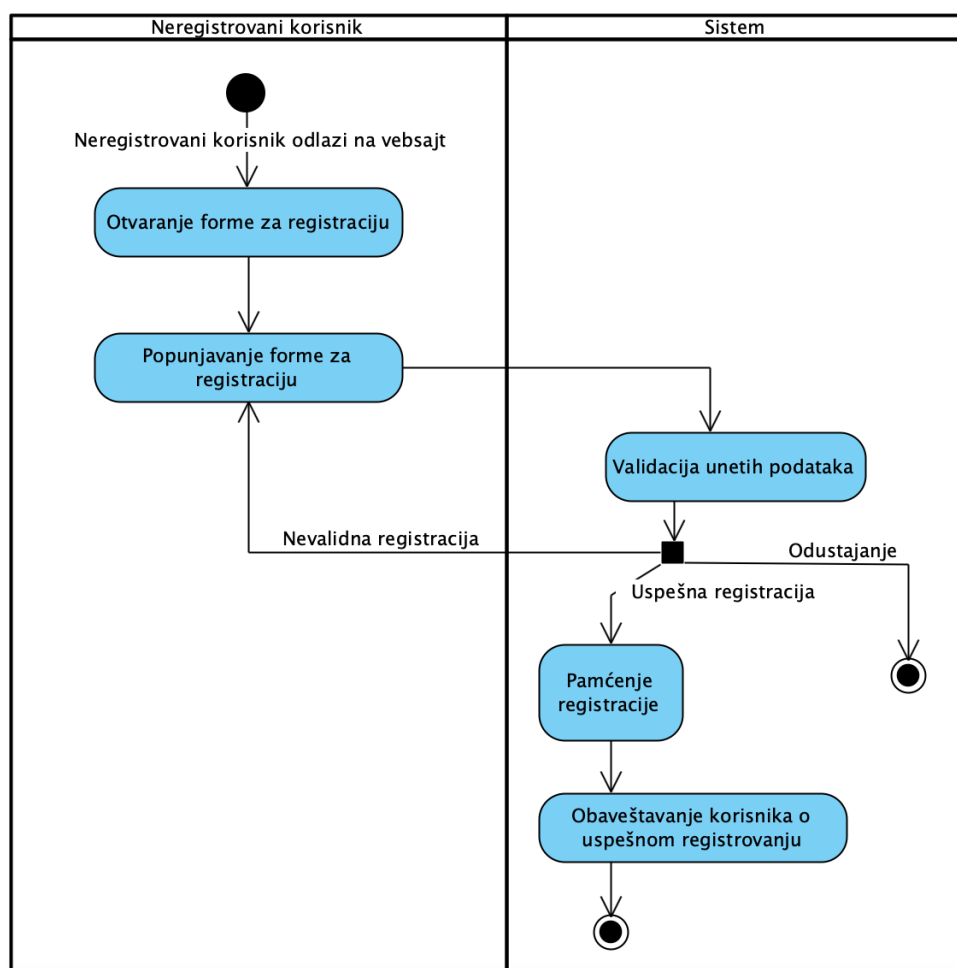 Neregistrovani korisnik
Sistem
Neregistrovani korisnik odlazi na vebsajt
Otvaranje forme za registraciju
Popunjavanje forme za
registraciju
Validacija unetih podataka
Nevalidna registracija
Odustajanje
Uspešna registracija
Pamćenje
registracije
Obaveštavanje korisnika o
uspešnom registrovanju